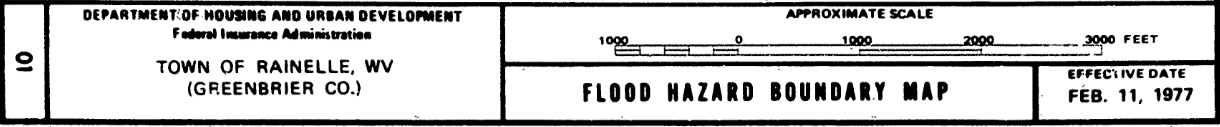 10
DEPARTMENT OF HOUSING AND URBAN DEVELOPMENT
Federal Insurance Administration
TOWN OF RAINELLE, WV
(GREENBRIER CO.)
APPROXIMATE SCALE
1000 0 1000 2000 3000 FEET
FLOOD HAZARD BOUNDARY MAP
EFFECTIVE DATE
FEB. 11, 1977